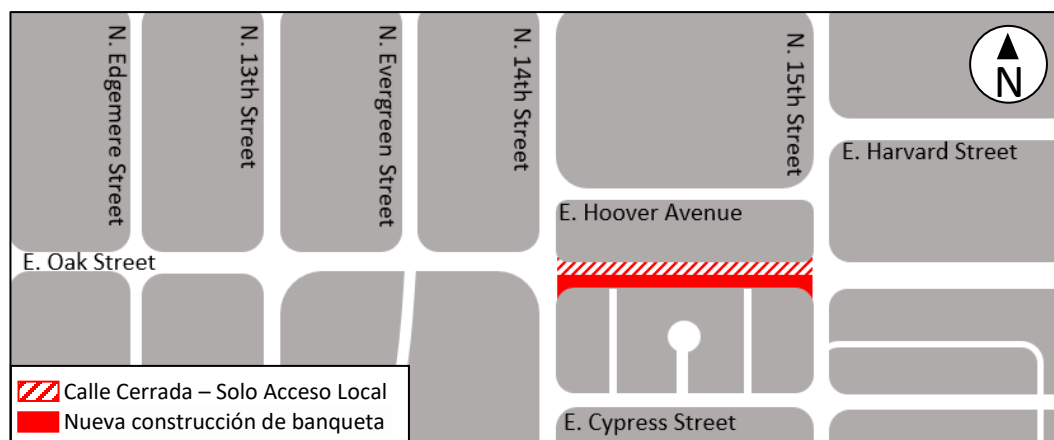 N. Edgemere Street
N. 13th Street
N. Evergreen Street
N. 14th Street
N. 15th Street
N
E. Harvard Street
E. Hoover Avenue
E. Oak Street
Calle Cerrada – Solo Acceso Local
Nueva construcción de banqueta
E. Cypress Street